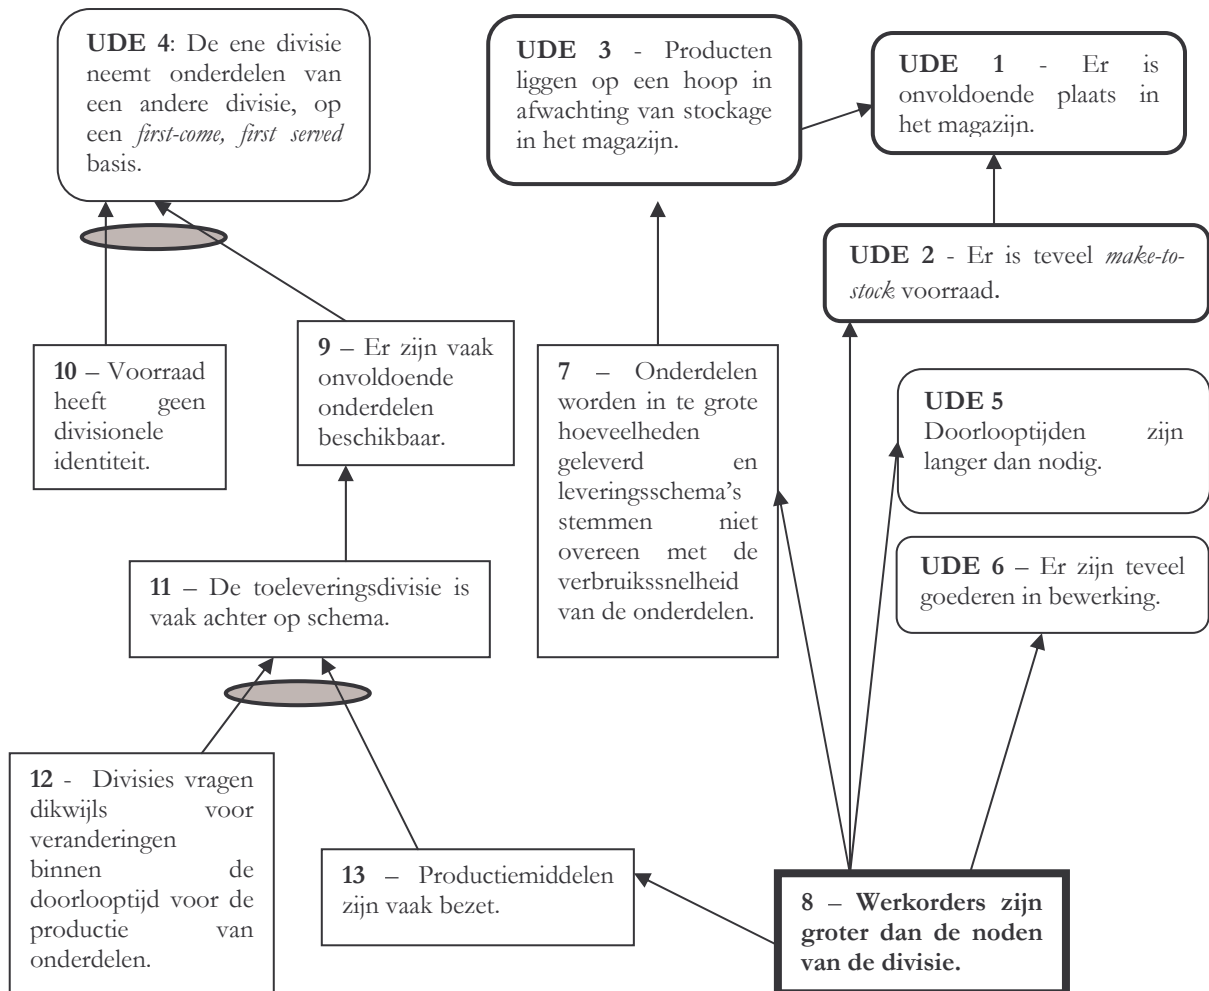 UDE 4: De ene divisie
neemt onderdelen van
een andere divisie, op
een first-come, first served
basis.
UDE 3 - Producten
liggen op een hoop in
afwachting van stockage
in het magazijn.
UDE 1 - Er is
onvoldoende plaats in
het magazijn.
UDE 2 - Er is teveel make-to-
stock voorraad.
10 – Voorraad
heeft geen
divisionele
identiteit.
9 – Er zijn vaak
onvoldoende
onderdelen
beschikbaar.
7 – Onderdelen
worden in te grote
hoeveelheden
geleverd en
leveringsschema’s
stemmen niet
overeen met de
verbruikssnelheid
van de onderdelen.
UDE 5
Doorlooptijden zijn
langer dan nodig.
UDE 6 – Er zijn teveel
goederen in bewerking.
11 – De toeleveringsdivisie is
vaak achter op schema.
12 - Divisies vragen
dikwijls voor
veranderingen
binnen de
doorlooptijd voor de
productie van
onderdelen.
13 – Productiemiddelen
zijn vaak bezet.
8 – Werkorders zijn
groter dan de noden
van de divisie.